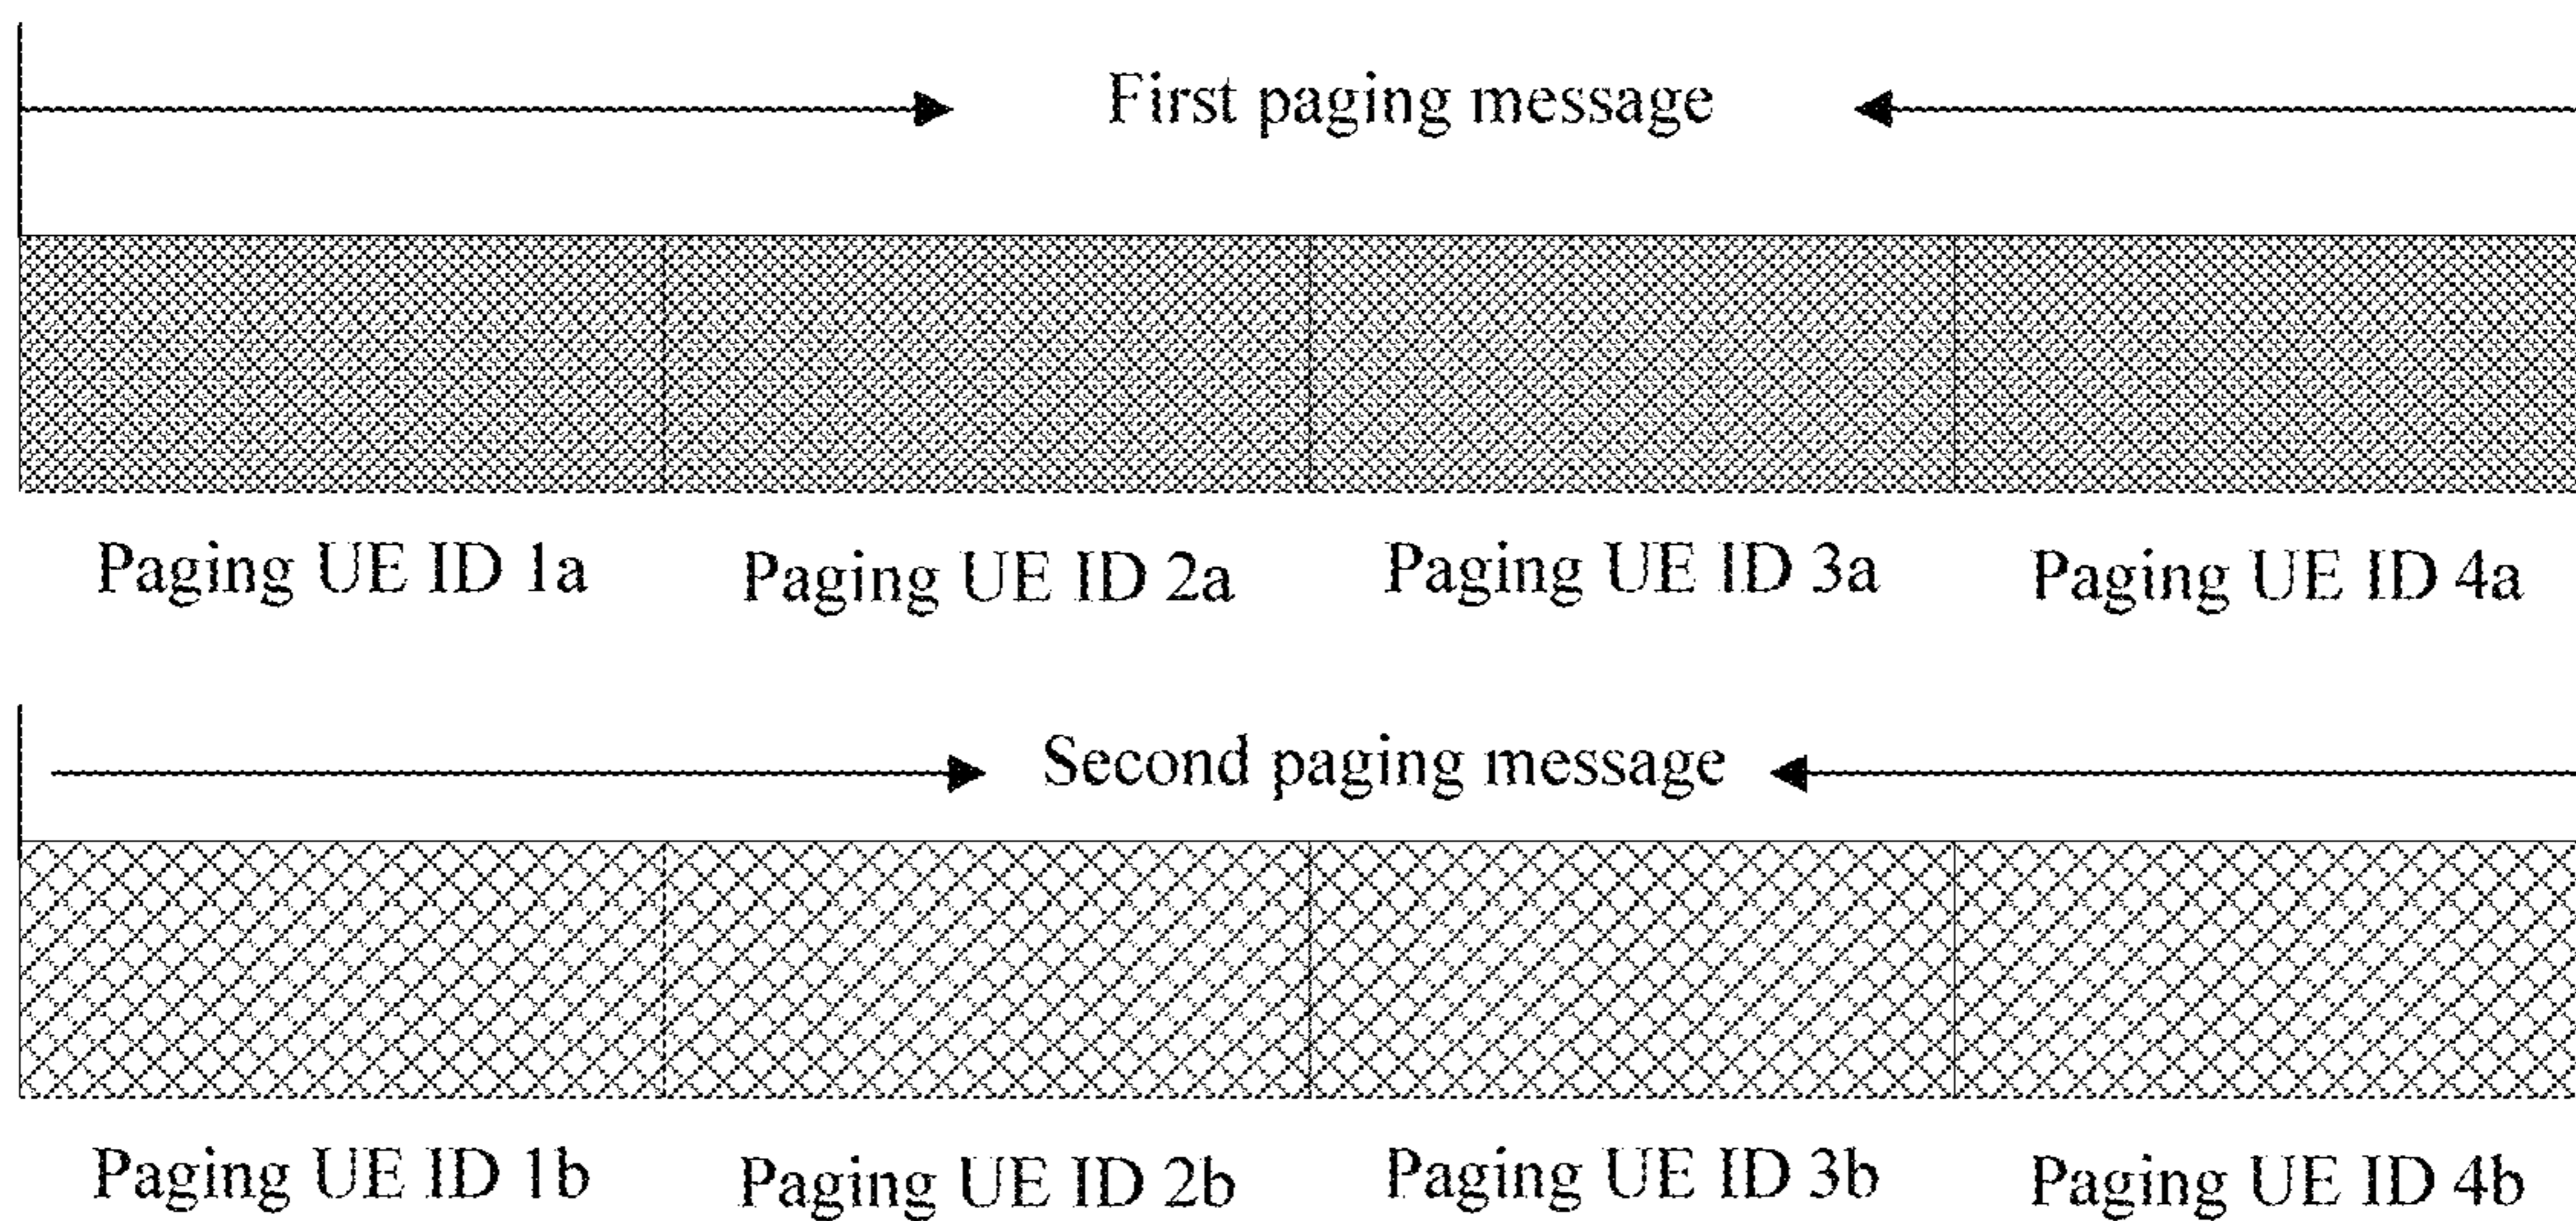 First paging message
Paging UE ID 1a
Paging UE ID 2a
Paging UE ID 3a
Paging UE ID 4a
Second paging message
Paging UE ID 1b
Paging UE ID 2b
Paging UE ID 3b
Paging UE ID 4b